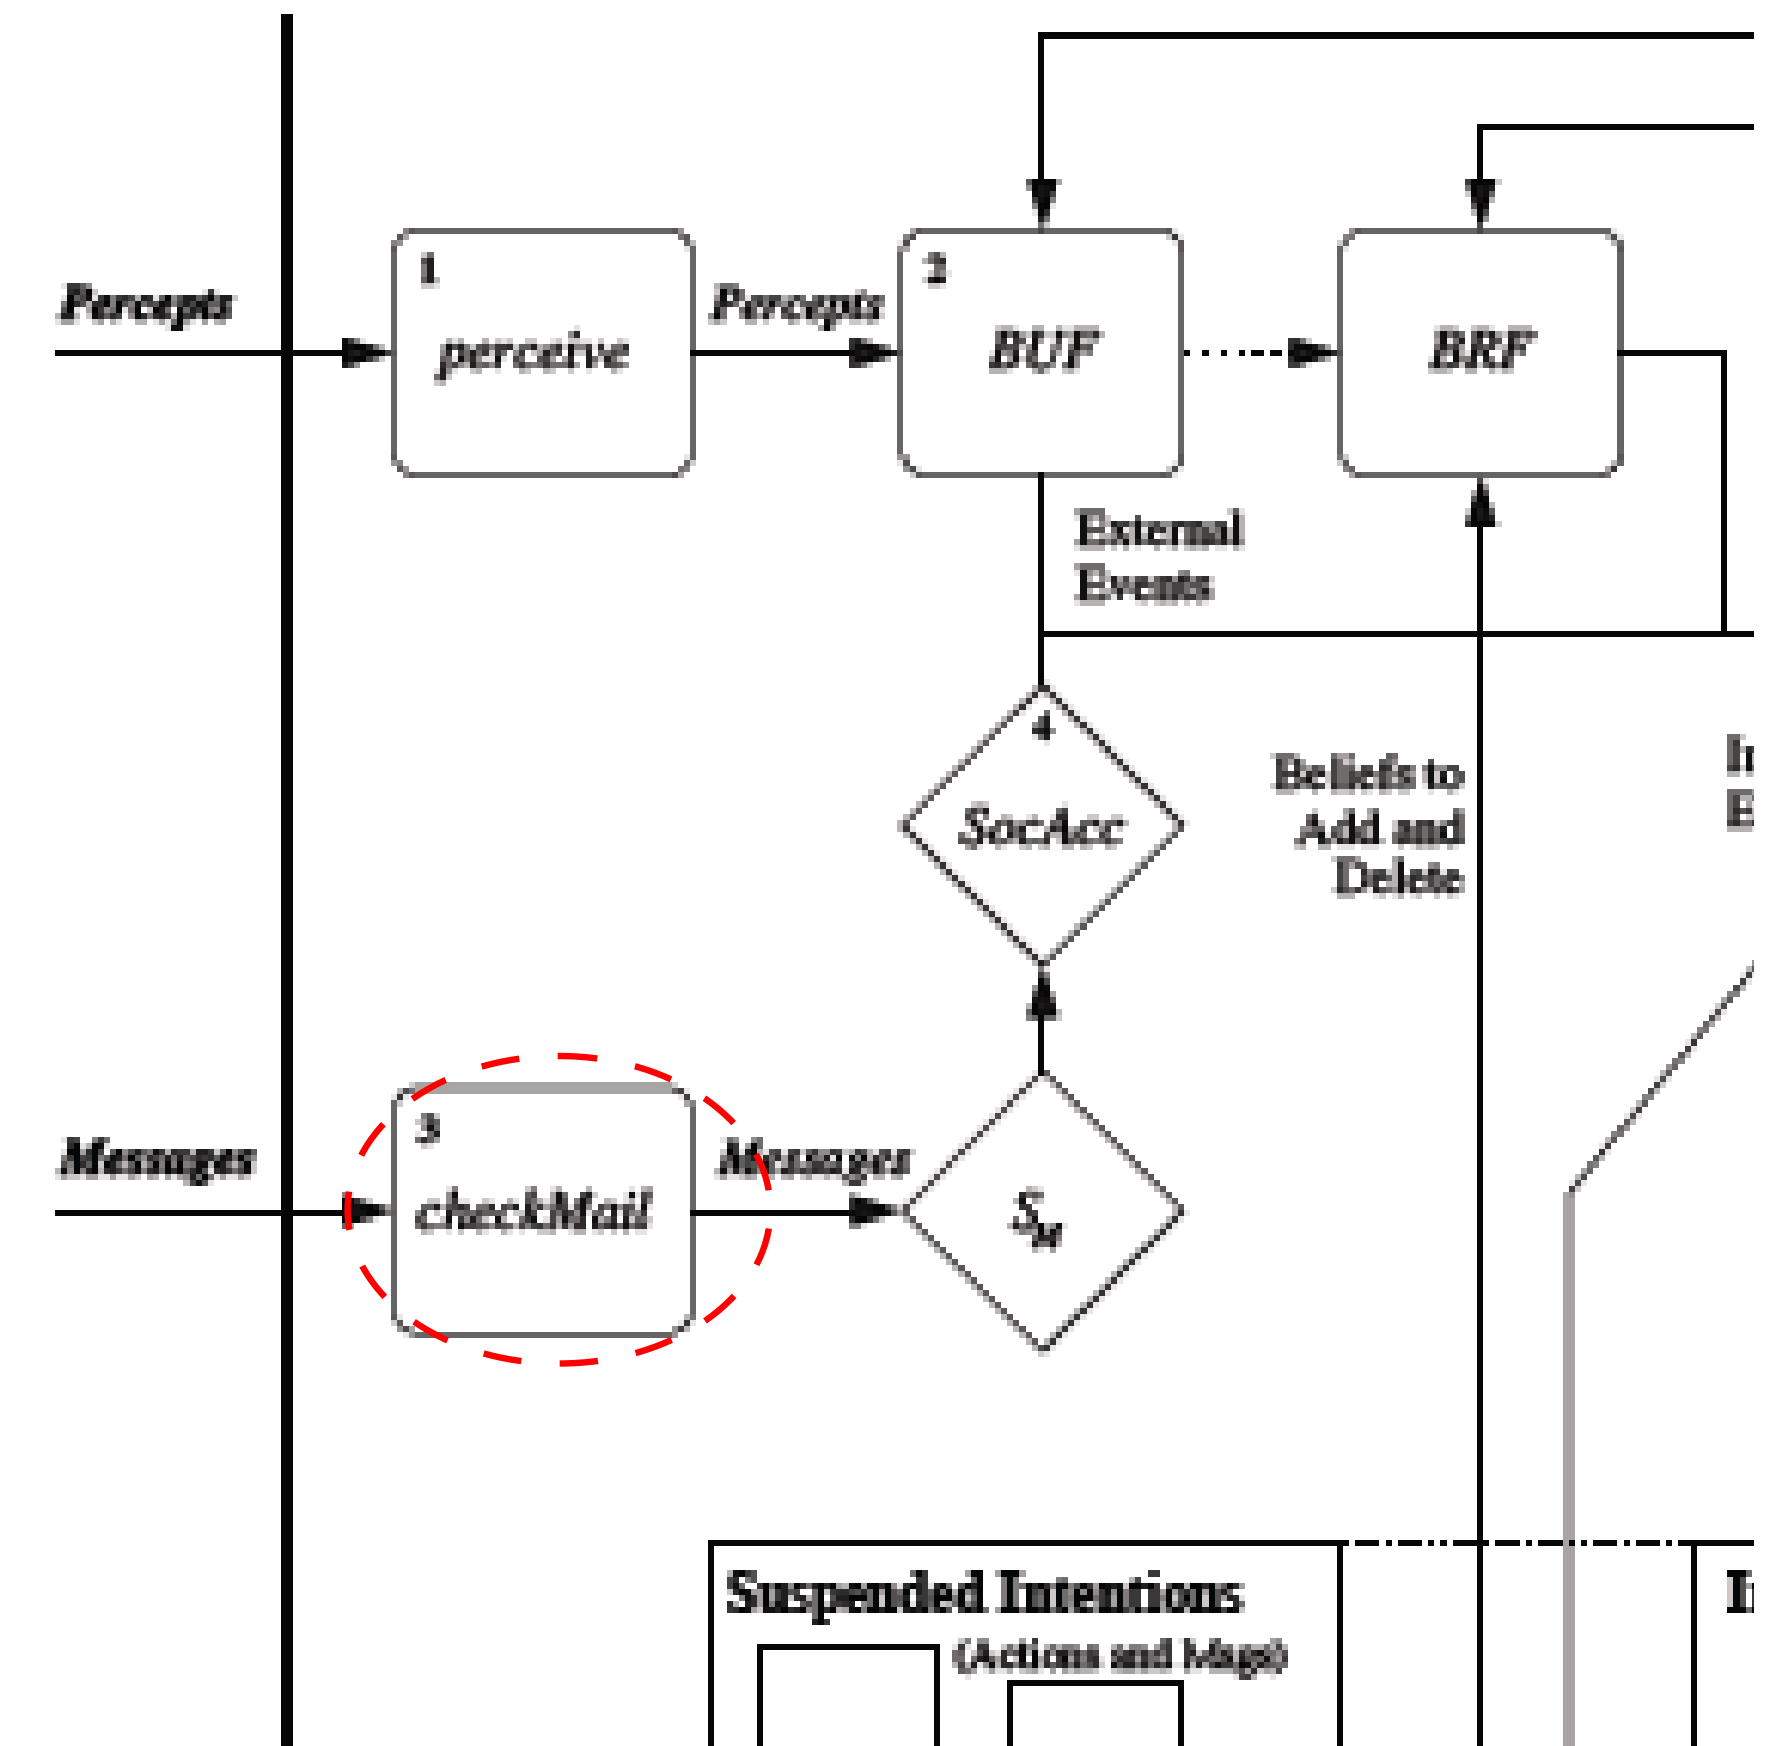 1
2
Percepts
Percepts
perceive
BUF
BRF
External
Events
4
SocAcc
Beliefs to
Add and
Delete
3
Messages
Messages
checkMail
SM
Suspended Intentions
(Actions and Msgs)